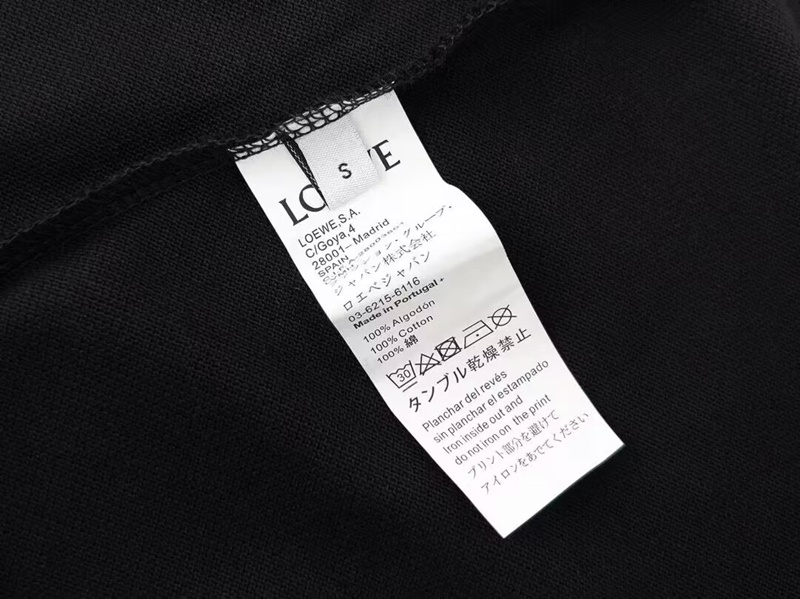 S
LOEWE,S.A.
C/Goya,4
28001–Madrid
SPAIN
ジャパン株式会社
ロエベジャパン
03-6215-6116
Made in Portugal.
100% Algodón
100% Cotton
100% 綿
30
タンブル乾燥禁止
Planchar del revés
sin planchar el estampado
Iron inside out and
do not iron on the print
プリント部分を避けて
アイロンをあててください